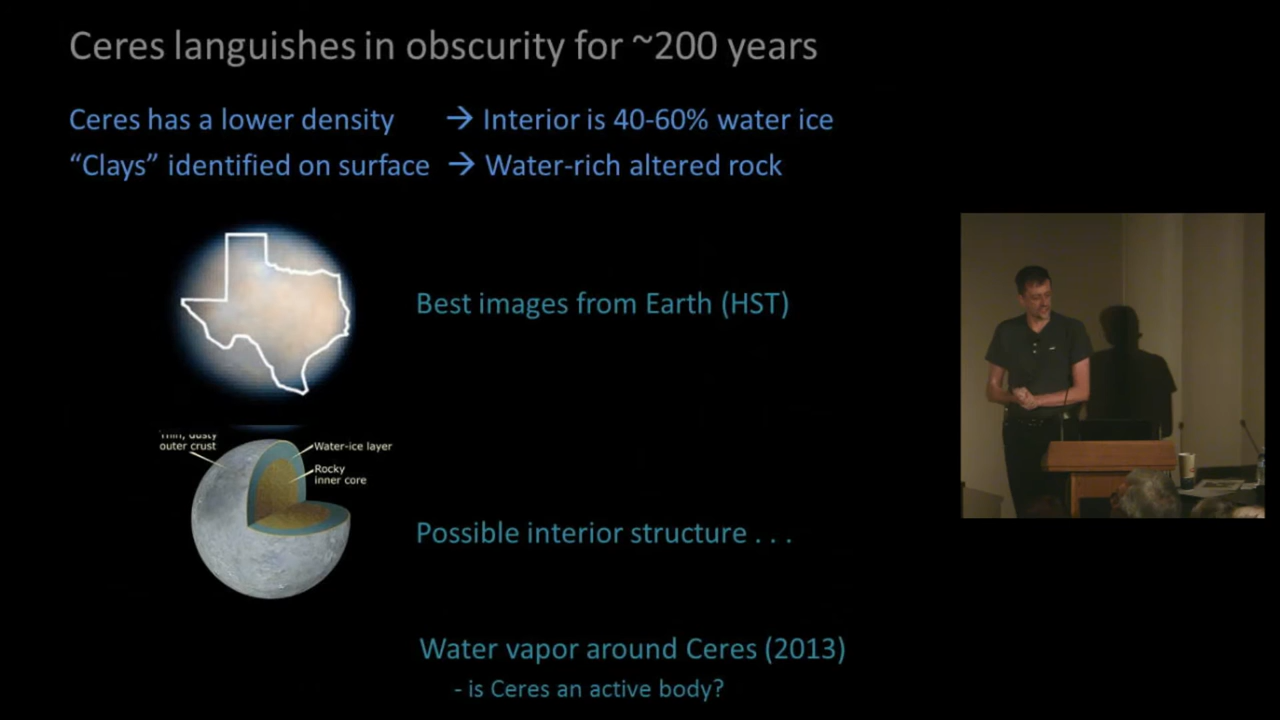 Ceres languishes in obscurity for ~200 years
Ceres has a lower density → Interior is 40-60% water ice
“Clays” identified on surface → Water-rich altered rock
Best images from Earth (HST)
Thin, dusty
outer crust
Water-ice layer
Rocky
inner core
Possible interior structure . . .
Water vapor around Ceres (2013)
- is Ceres an active body?